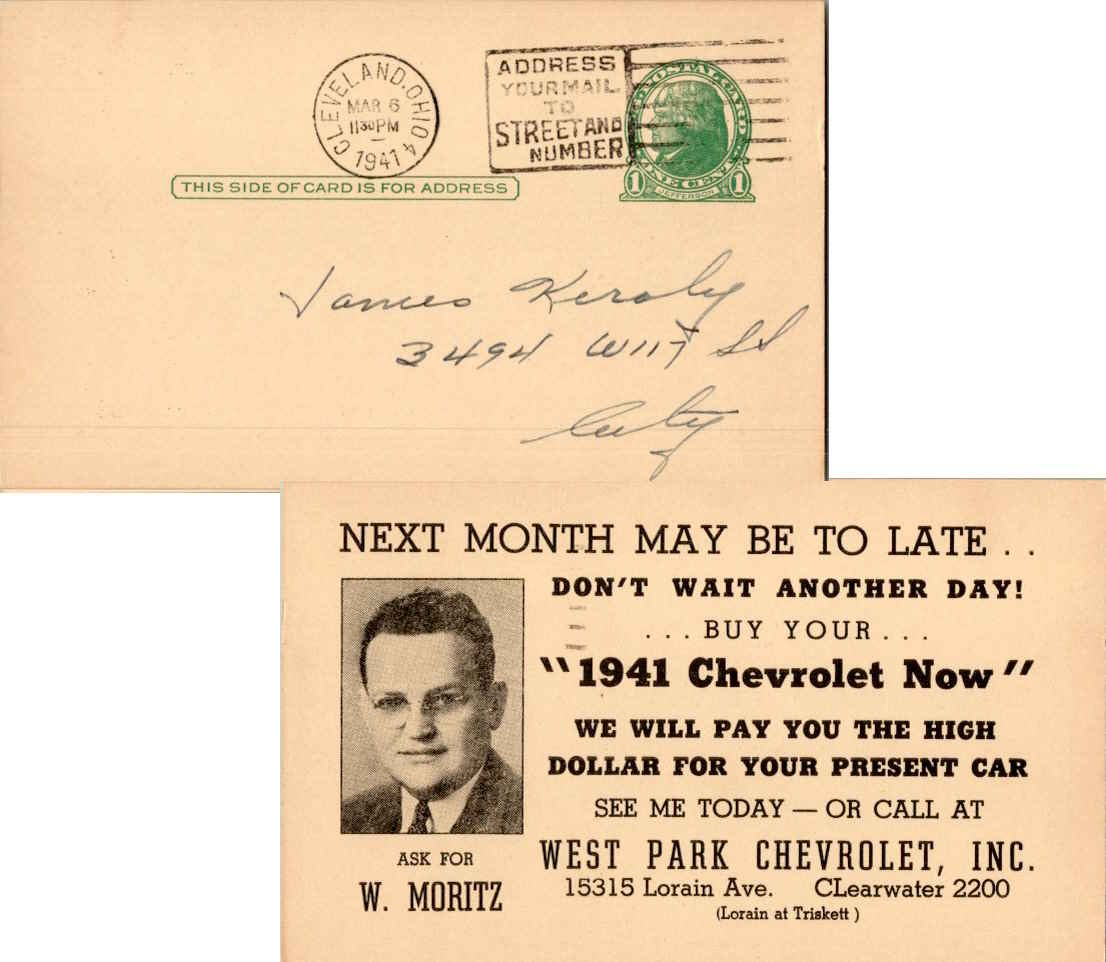 CLEVELAND, OHIO 4
MAR 6
11 30 PM
1941
ADDRESS
YOUR MAIL
TO
STREET AND
NUMBER
U.S. POSTAL CARD
ONE CENT
1 JEFFERSON 1
THIS SIDE OF CARD IS FOR ADDRESS
James Keraly
3494 W117 St
City
NEXT MONTH MAY BE TO LATE . .
DON'T WAIT ANOTHER DAY!
. . . BUY YOUR . . .
"1941 Chevrolet Now"
WE WILL PAY YOU THE HIGH
DOLLAR FOR YOUR PRESENT CAR
SEE ME TODAY — OR CALL AT
WEST PARK CHEVROLET, INC.
15315 Lorain Ave. CLearwater 2200
(Lorain at Triskett )
ASK FOR
W. MORITZ